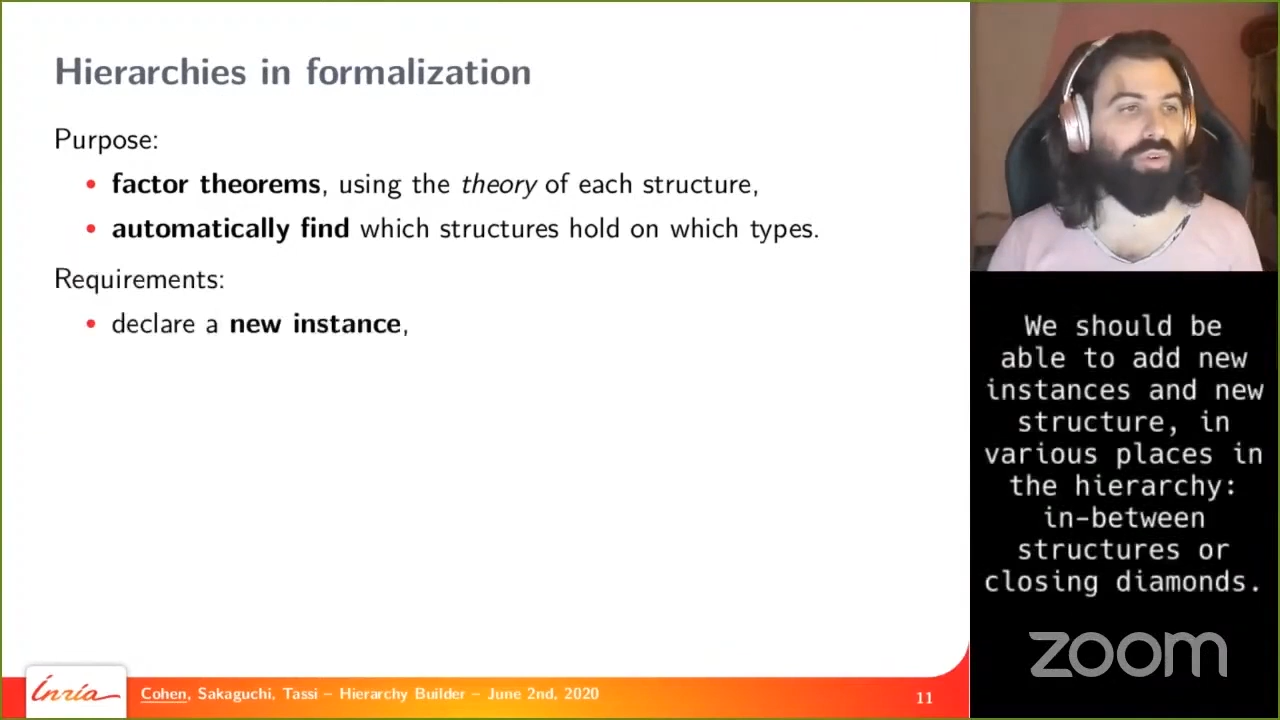 Hierarchies in formalization
Purpose:
• factor theorems, using the theory of each structure,
• automatically find which structures hold on which types.
Requirements:
• declare a new instance,
We should be
able to add new
instances and new
structure, in
various places in
the hierarchy:
in-between
structures or
closing diamonds.
zoom
Inria
Cohen, Sakaguchi, Tassi – Hierarchy Builder – June 2nd, 2020
11